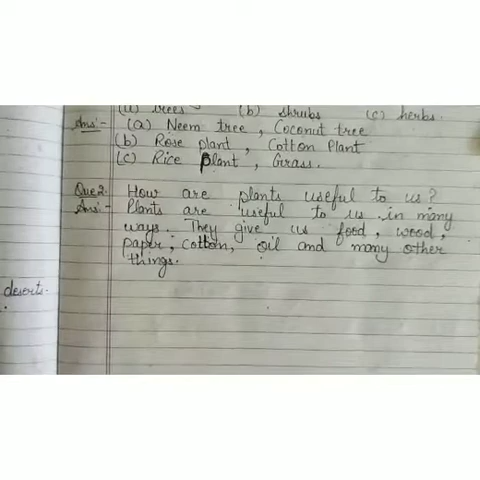 (a) trees (b) shrubs (c) herbs.
Ans:- (a) Neem tree, Coconut tree
(b) Rose plant, Cotton Plant
(c) Rice plant, Grass.
Que2. How are plants useful to us?
Ans:- Plants are useful to us in many
ways. They give us food, wood,
paper, cotton, oil and many other
things.
deserts.